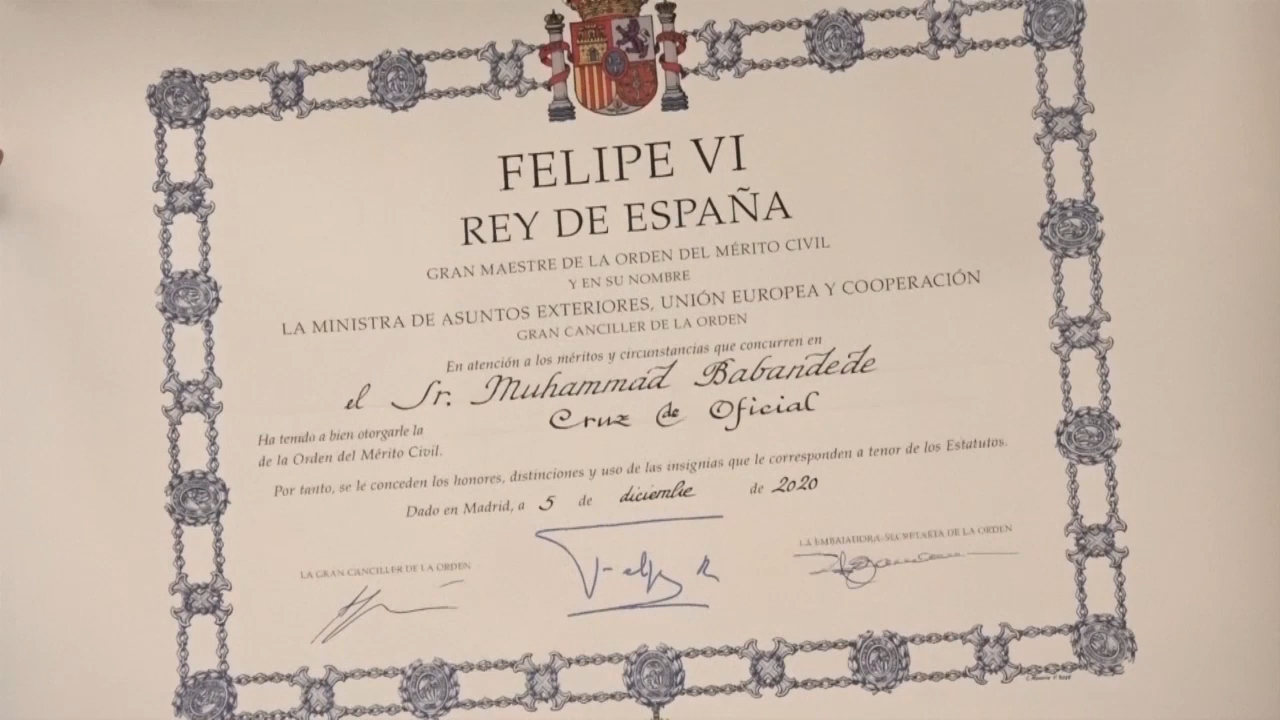 FELIPE VI
REY DE ESPAÑA
GRAN MAESTRE DE LA ORDEN DEL MÉRITO CIVIL
Y EN SU NOMBRE
LA MINISTRA DE ASUNTOS EXTERIORES, UNIÓN EUROPEA Y COOPERACIÓN
GRAN CANCILLER DE LA ORDEN
En atención a los méritos y circunstancias que concurren en
el Sr. Muhammad Babandede
Cruz de Oficial
Ha tenido a bien otorgarle la
de la Orden del Mérito Civil.
Por tanto, se le conceden los honores, distinciones y uso de las insignias que le corresponden a tenor de los Estatutos.
Dado en Madrid, a 5 de diciembre de 2020
LA GRAN CANCILLER DE LA ORDEN
LA EMBAJADORA-SECRETARIA DE LA ORDEN